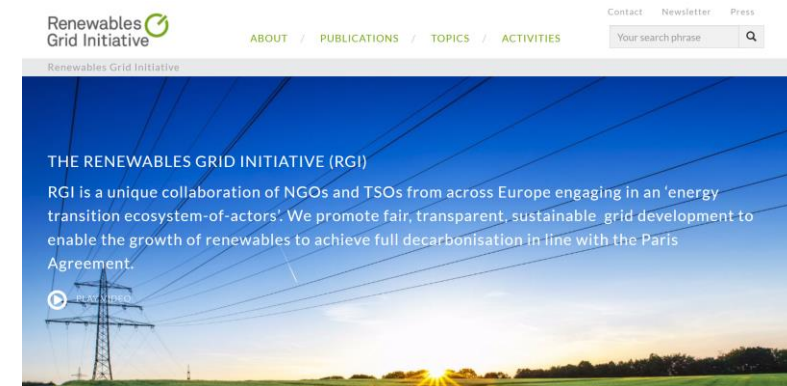 Contact Newsletter Press
Renewables
Grid Initiative
ABOUT / PUBLICATIONS / TOPICS / ACTIVITIES
Your search phrase
Renewables Grid Initiative
THE RENEWABLES GRID INITIATIVE (RGI)
RGI is a unique collaboration of NGOs and TSOs from across Europe engaging in an ‘energy
transition ecosystem-of-actors’. We promote fair, transparent, sustainable grid development to
enable the growth of renewables to achieve full decarbonisation in line with the Paris
Agreement.
PLAY VIDEO